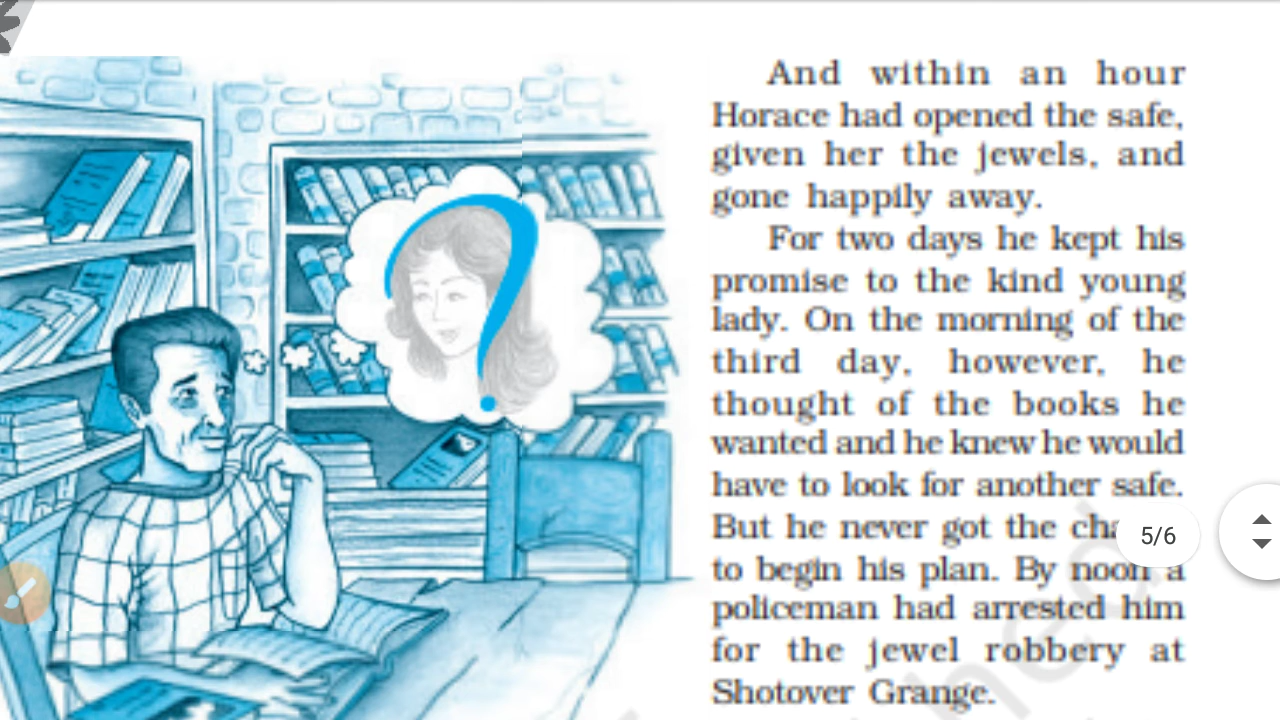 And within an hour
Horace had opened the safe,
given her the jewels, and
gone happily away.
For two days he kept his
promise to the kind young
lady. On the morning of the
third day, however, he
thought of the books he
wanted and he knew he would
have to look for another safe.
But he never got the
5/6
to begin his plan. By noon a
policeman had arrested him
for the jewel robbery at
Shotover Grange.